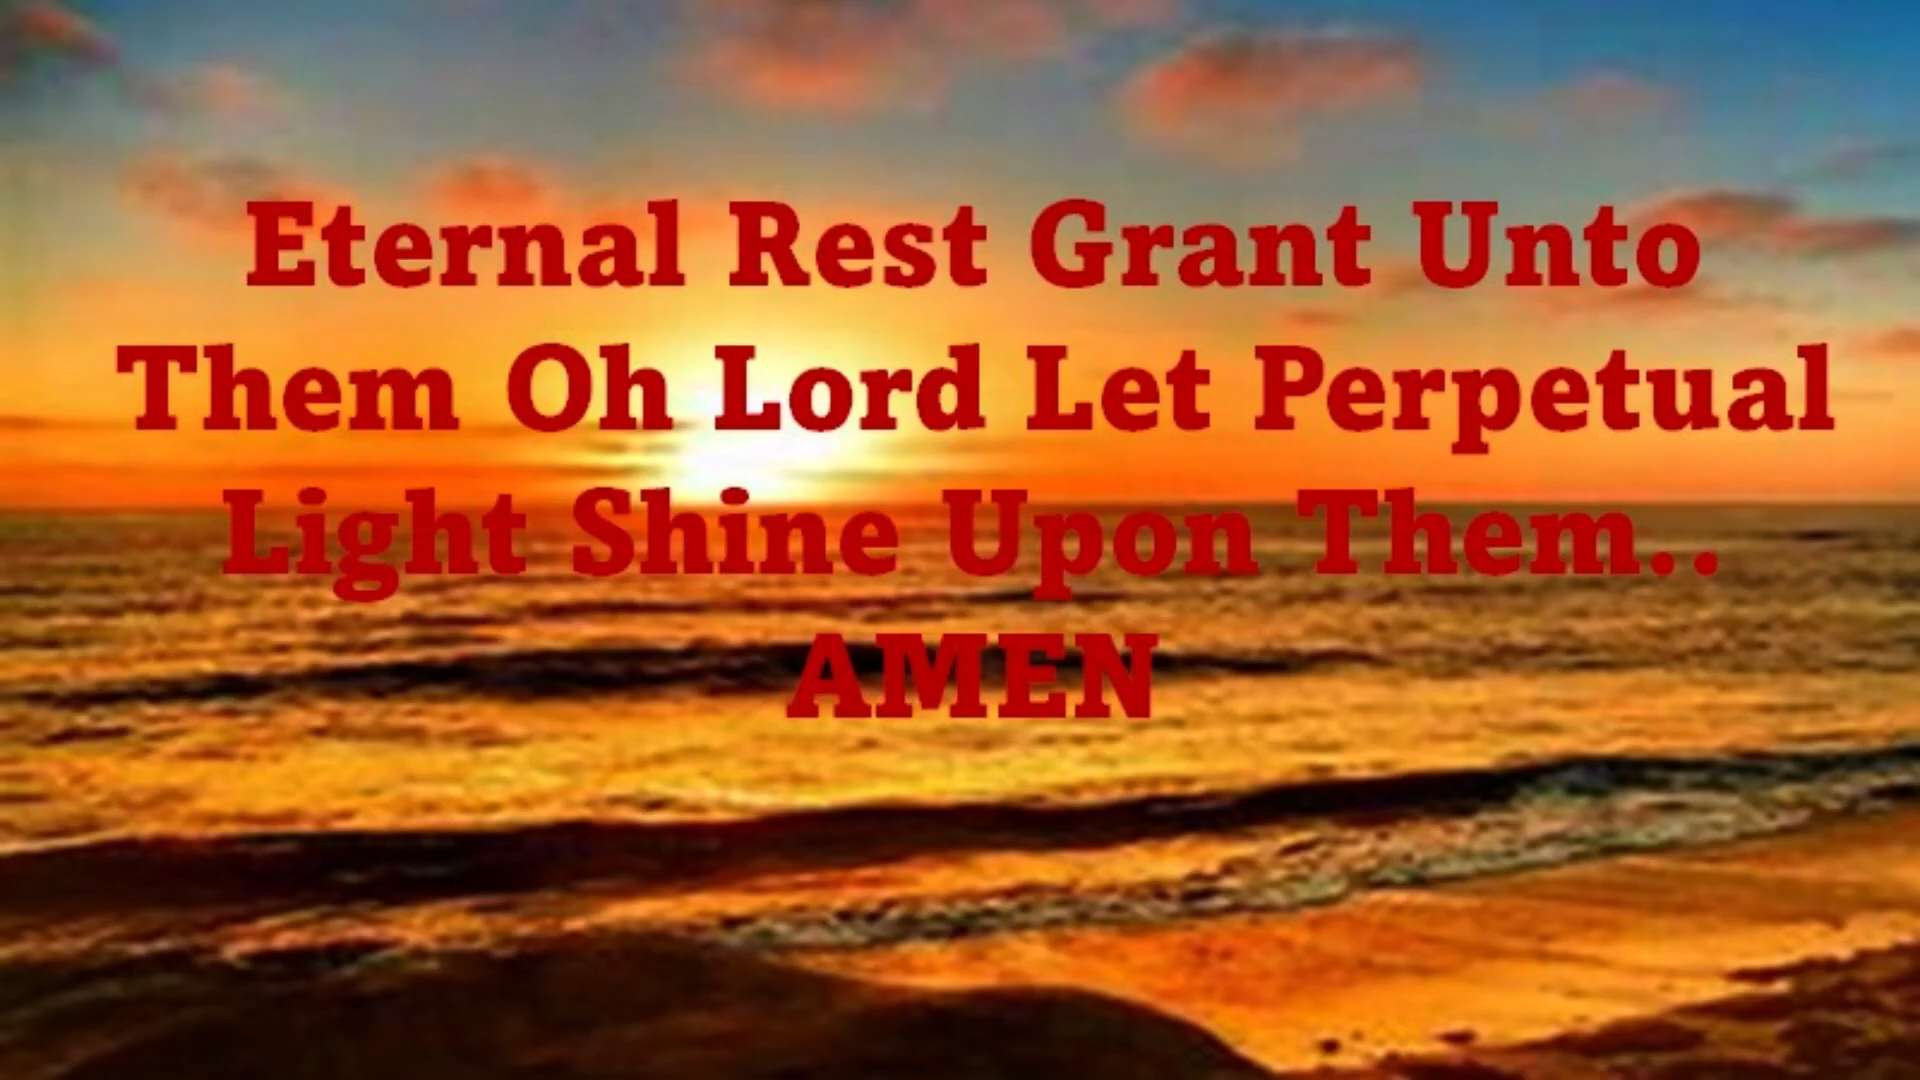 Eternal Rest Grant Unto
Them Oh Lord Let Perpetual
Light Shine Upon Them..
AMEN